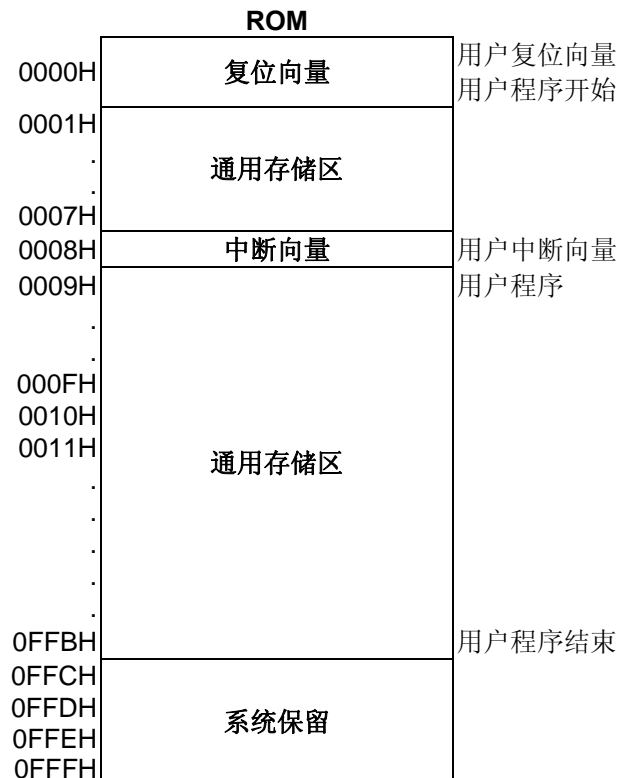 ROM
用户复位向量
0000H 复位向量
用户程序开始
0001H
.
通用存储区
.
0007H
0008H 中断向量 用户中断向量
0009H 用户程序
.
.
000FH
0010H
0011H
通用存储区
.
.
.
.
.
0FFBH 用户程序结束
0FFCH
0FFDH
系统保留
0FFEH
0FFFH